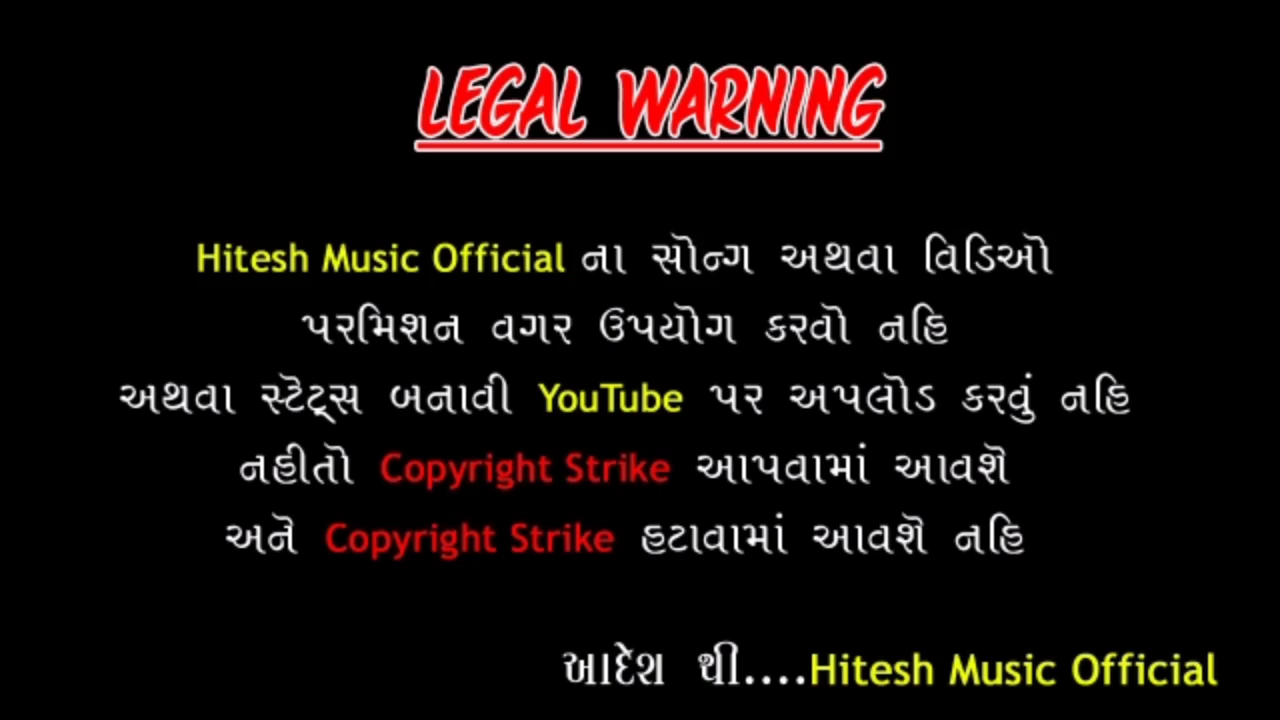 LEGAL WARNING
Hitesh Music Official ના સોન્ગ અથવા વિડિઓ
પરમિશન વગર ઉપયોગ કરવો નહિ
અથવા સ્ટેટ્સ બનાવી YouTube પર અપલોડ કરવું નહિ
નહીતો Copyright Strike આપવામાં આવશે
અને Copyright Strike હટાવામાં આવશે નહિ
આદેશ થી....Hitesh Music Official